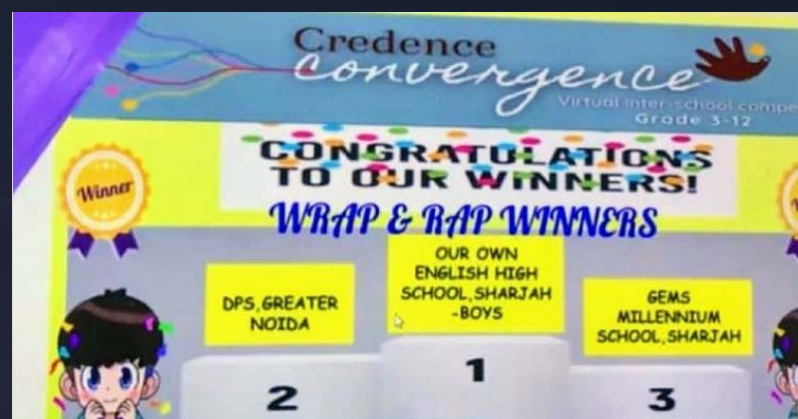 Credence
convergence
Virtual inter-school compe
Grade 3-12
CONGRATULATIONS
TO OUR WINNERS!
Winner
WRAP & RAP WINNERS
DPS,GREATER
NOIDA
OUR OWN
ENGLISH HIGH
SCHOOL,SHARJAH
-BOYS
GEMS
MILLENNIUM
SCHOOL,SHARJAH
2
1
3